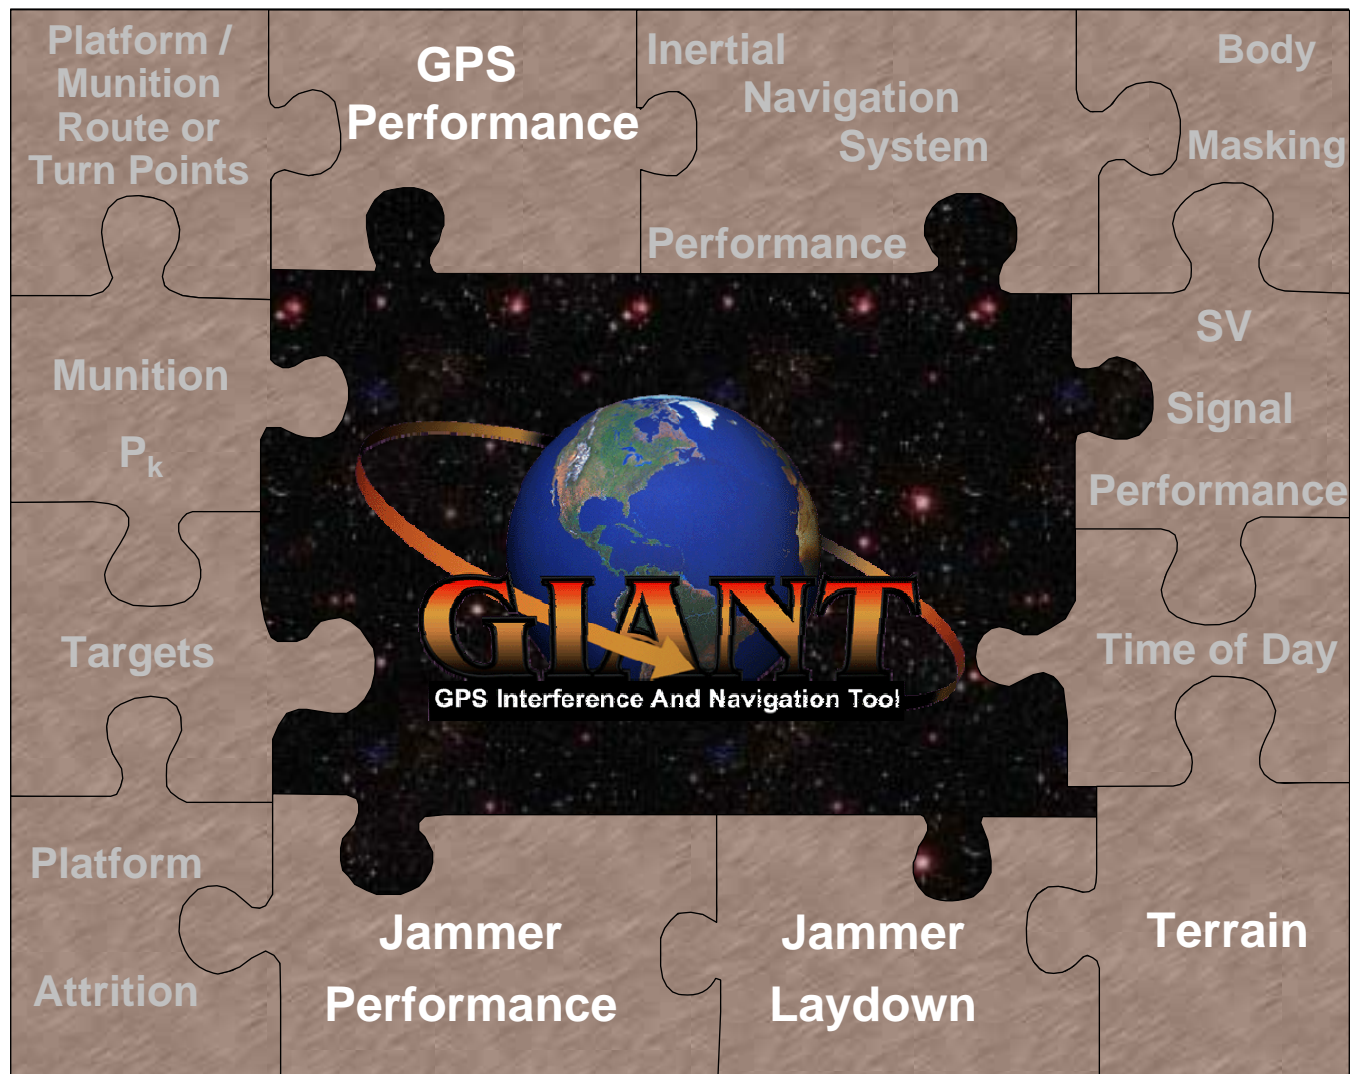 Platform /
Munition
Route or
Turn Points
GPS
Performance
Inertial
Navigation
System
Performance
Body
Masking
Munition
Pk
SV
Signal
Performance
Targets
GIANT
GPS Interference And Navigation Tool
Time of Day
Platform
Attrition
Jammer
Performance
Jammer
Laydown
Terrain